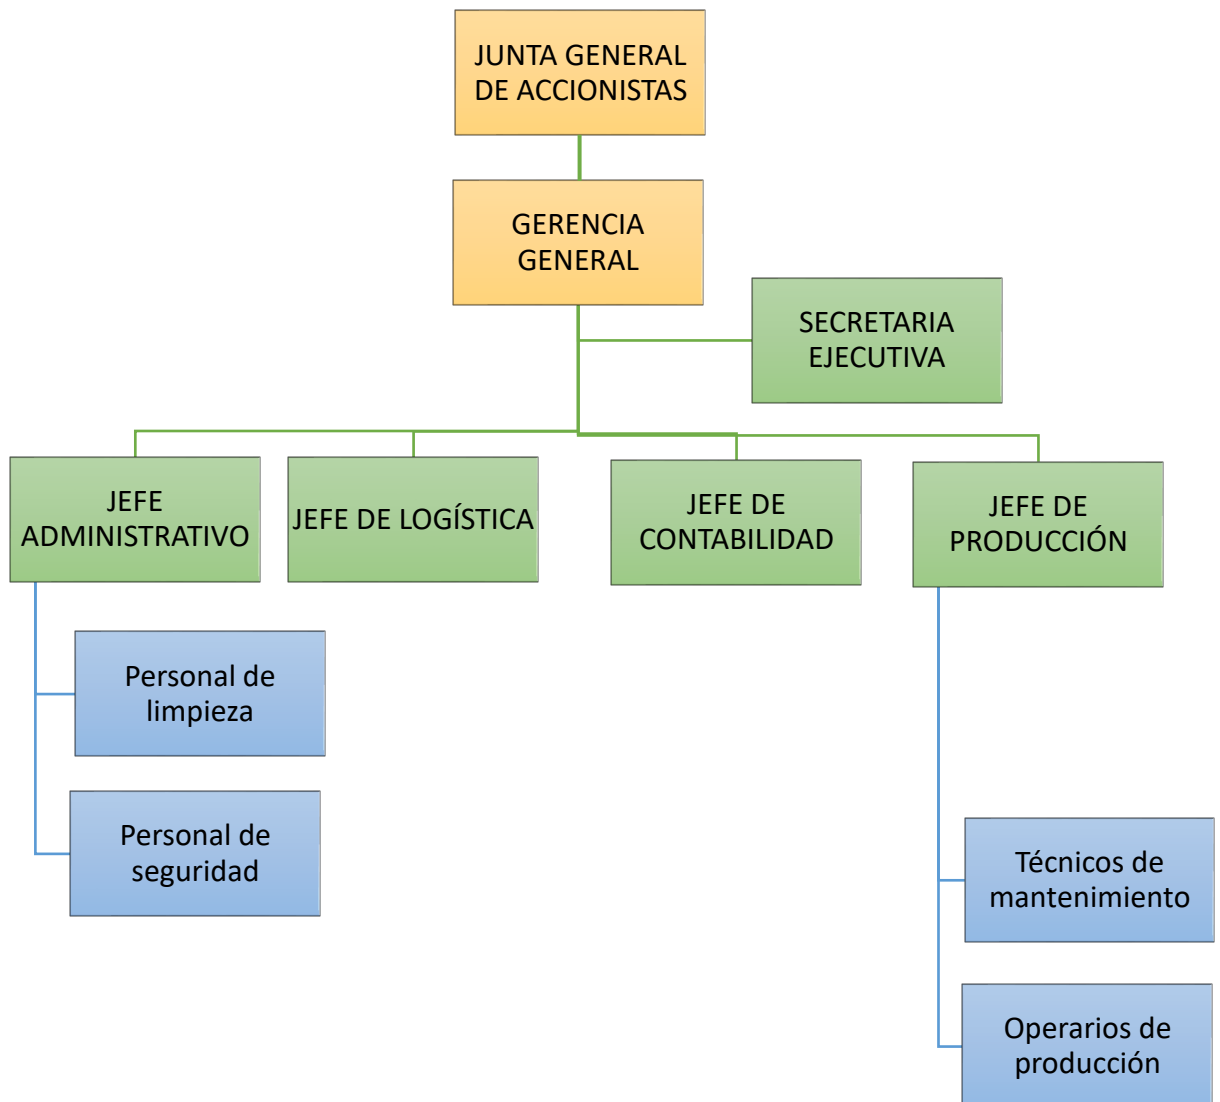 JUNTA GENERAL
DE ACCIONISTAS
GERENCIA
GENERAL
SECRETARIA
EJECUTIVA
JEFE
ADMINISTRATIVO
JEFE DE LOGÍSTICA
JEFE DE
CONTABILIDAD
JEFE DE
PRODUCCIÓN
Personal de
limpieza
Personal de
seguridad
Técnicos de
mantenimiento
Operarios de
producción